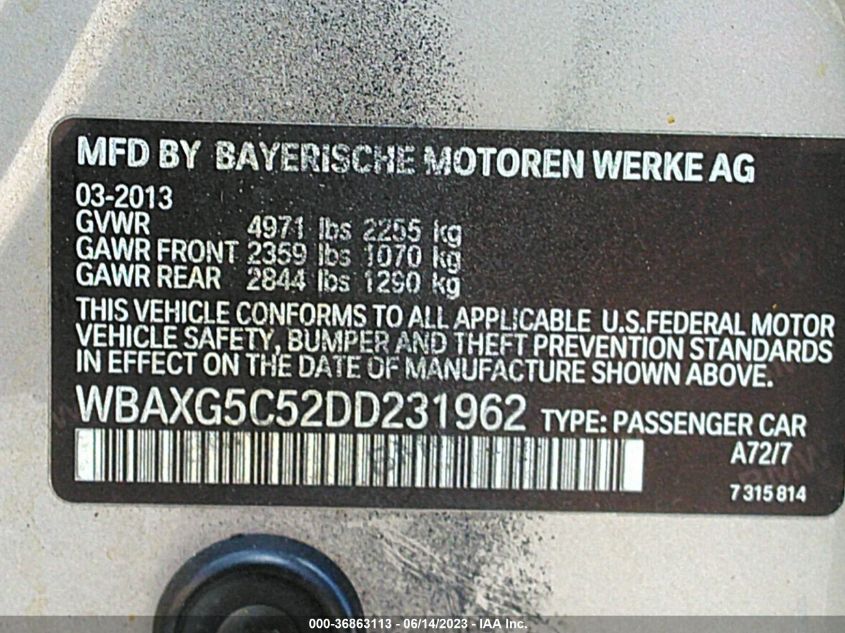 MFD BY BAYERISCHE MOTOREN WERKE AG
03-2013
GVWR 4971 lbs 2255 kg
GAWR FRONT 2359 lbs 1070 kg
GAWR REAR 2844 lbs 1290 kg
THIS VEHICLE CONFORMS TO ALL APPLICABLE U.S.FEDERAL MOTOR
VEHICLE SAFETY, BUMPER AND THEFT PREVENTION STANDARDS
IN EFFECT ON THE DATE OF MANUFACTURE SHOWN ABOVE.
WBAXG5C52DD231962 TYPE: PASSENGER CAR
A72/7
7 315 814
000-36863113 - 06/14/2023 - IAA Inc.